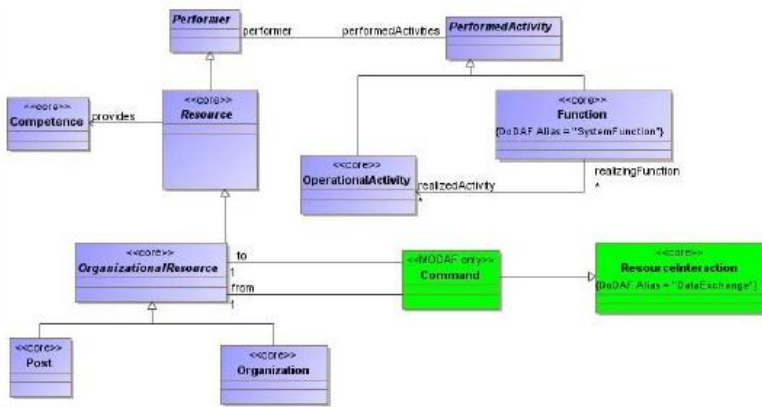 Performer
performer
performedActivities
PerformedActivity
<<core>>
Competence
provides
<<core>>
Resource
<<core>>
Function
{DoDAF Alias = "SystemFunction"}
<<core>>
OperationalActivity
realizedActivity
*
realizingFunction
*
<<core>>
OrganizationalResource
to
1
from
1
<<MODAF only>>
Command
<<core>>
ResourceInteraction
{DoDAF Alias = "DataExchange"}
<<core>>
Post
<<core>>
Organization